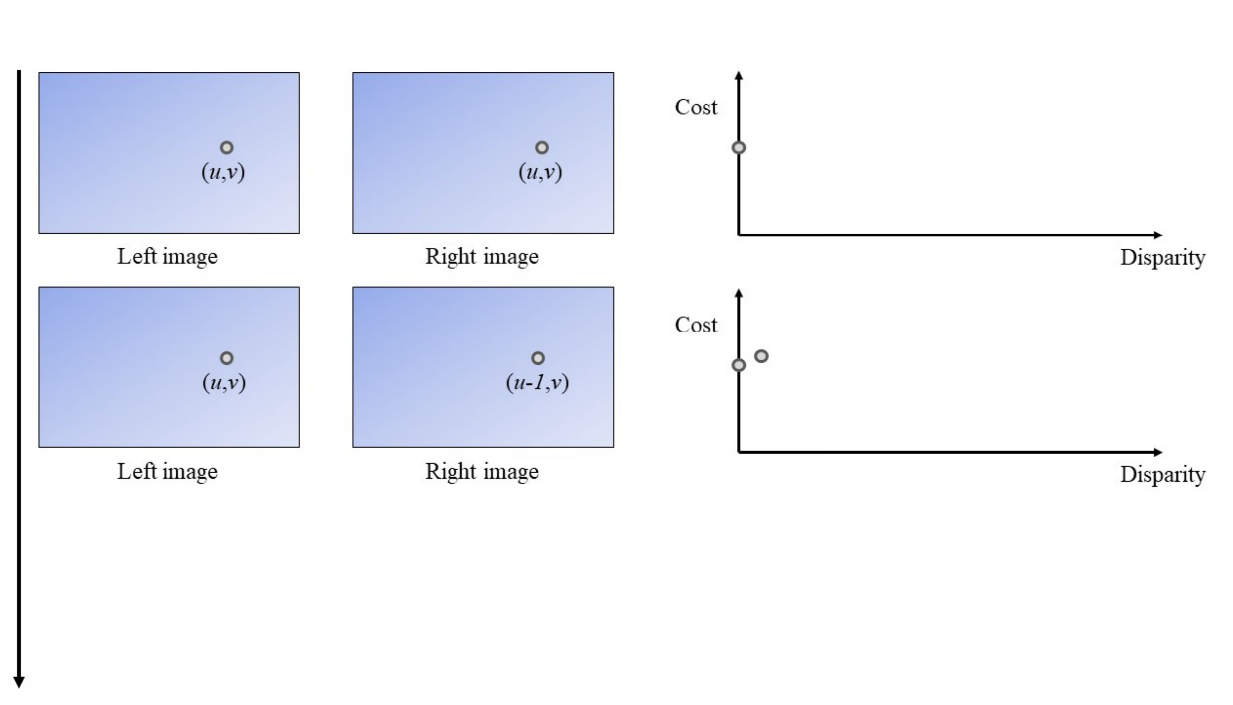 Cost
(u,v)
(u,v)
Left image
Right image
Disparity
Cost
(u,v)
(u-1,v)
Left image
Right image
Disparity